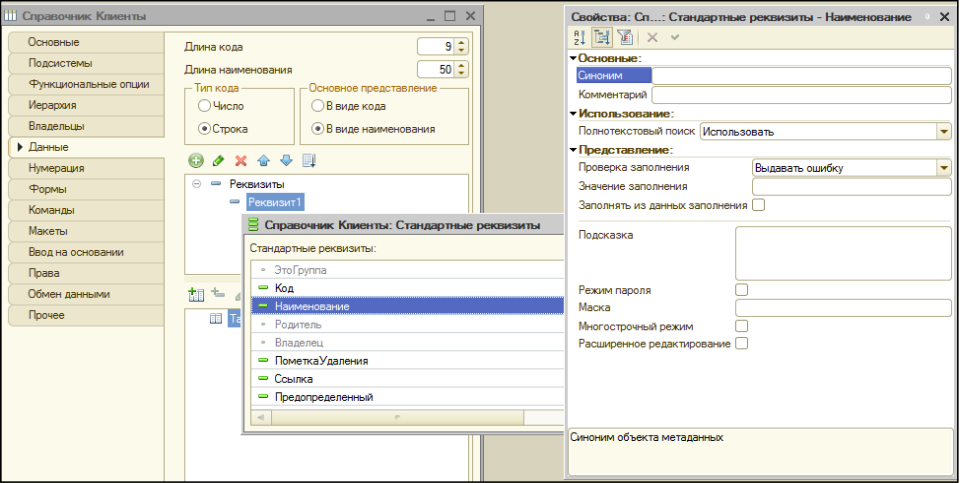 Справочник Клиенты
Основные
Подсистемы
Функциональные опции
Иерархия
Владельцы
Данные
Нумерация
Формы
Команды
Макеты
Ввод на основании
Права
Обмен данными
Прочее
Длина кода 9
Длина наименования 50
Тип кода
Число
Строка
Основное представление
В виде кода
В виде наименования
Реквизиты
Реквизит1
Та
Справочник Клиенты: Стандартные реквизиты
Стандартные реквизиты:
ЭтоГруппа
Код
Наименование
Родитель
Владелец
ПометкаУдаления
Ссылка
Предопределенный
Свойства: Сп...: Стандартные реквизиты - Наименование
Основные:
Синоним
Комментарий
Использование:
Полнотекстовый поиск Использовать
Представление:
Проверка заполнения Выдавать ошибку
Значение заполнения
Заполнять из данных заполнения
Подсказка
Режим пароля
Маска
Многострочный режим
Расширенное редактирование
Синоним объекта метаданных